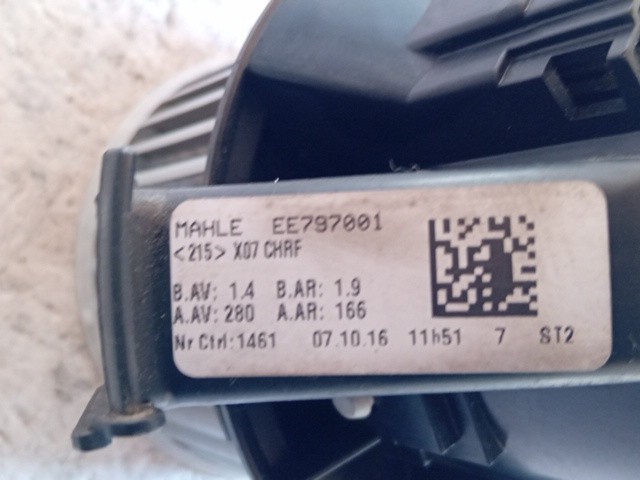 MAHLE EE797001
<215> X07 CHRF
B.AV: 1.4 B.AR: 1.9
A.AV: 280 A.AR: 166
Nr Ctrl:1461 07.10.16 11h51 7 ST2